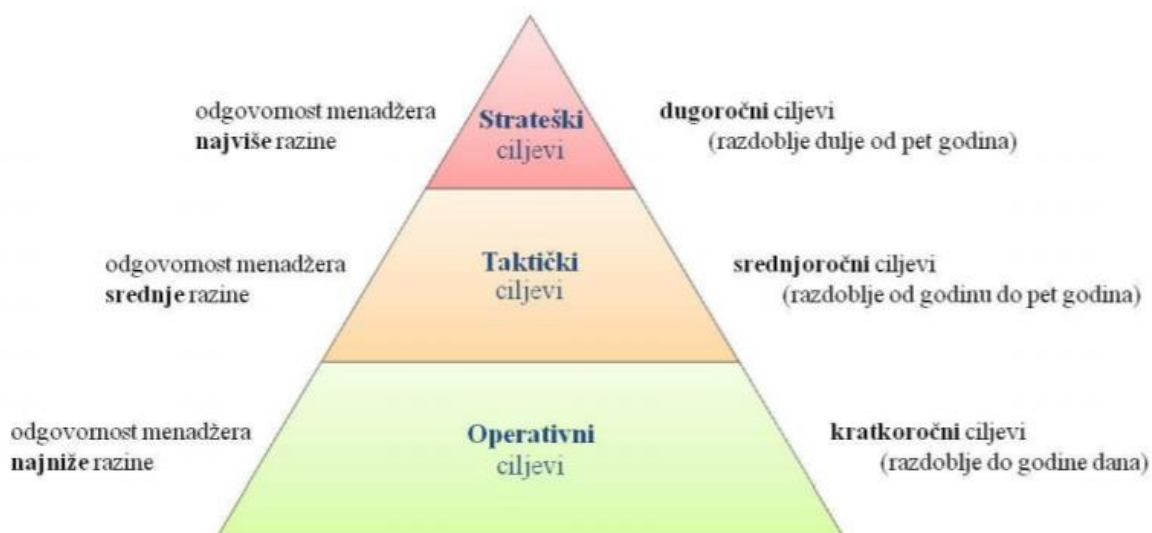 odgovornost menadžera
najviše razine
Strateški
ciljevi
dugoročni ciljevi
(razdoblje dulje od pet godina)
odgovornost menadžera
srednje razine
Taktički
ciljevi
srednjoročni ciljevi
(razdoblje od godinu do pet godina)
odgovornost menadžera
najniže razine
Operativni
ciljevi
kratkoročni ciljevi
(razdoblje do godine dana)